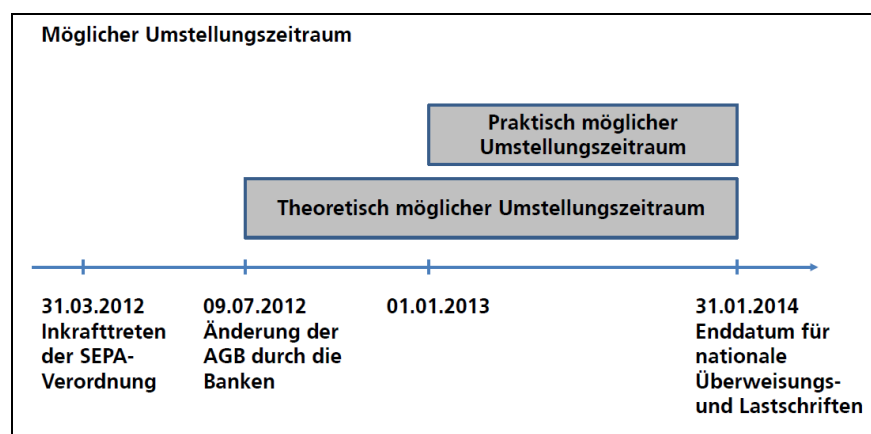 Möglicher Umstellungszeitraum
Praktisch möglicher
Umstellungszeitraum
Theoretisch möglicher Umstellungszeitraum
31.03.2012
Inkrafttreten
der SEPA-
Verordnung
09.07.2012
Änderung der
AGB durch die
Banken
01.01.2013
31.01.2014
Enddatum für
nationale
Überweisungs-
und Lastschriften